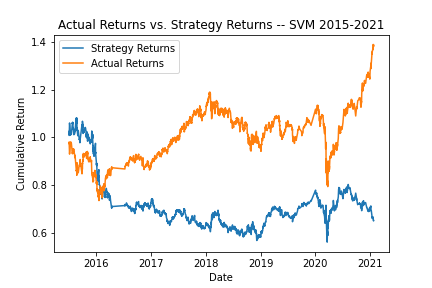 Actual Returns vs. Strategy Returns -- SVM 2015-2021
Strategy Returns
Actual Returns
Cumulative Return
1.4
1.2
1.0
0.8
0.6
2016 2017 2018 2019 2020 2021
Date